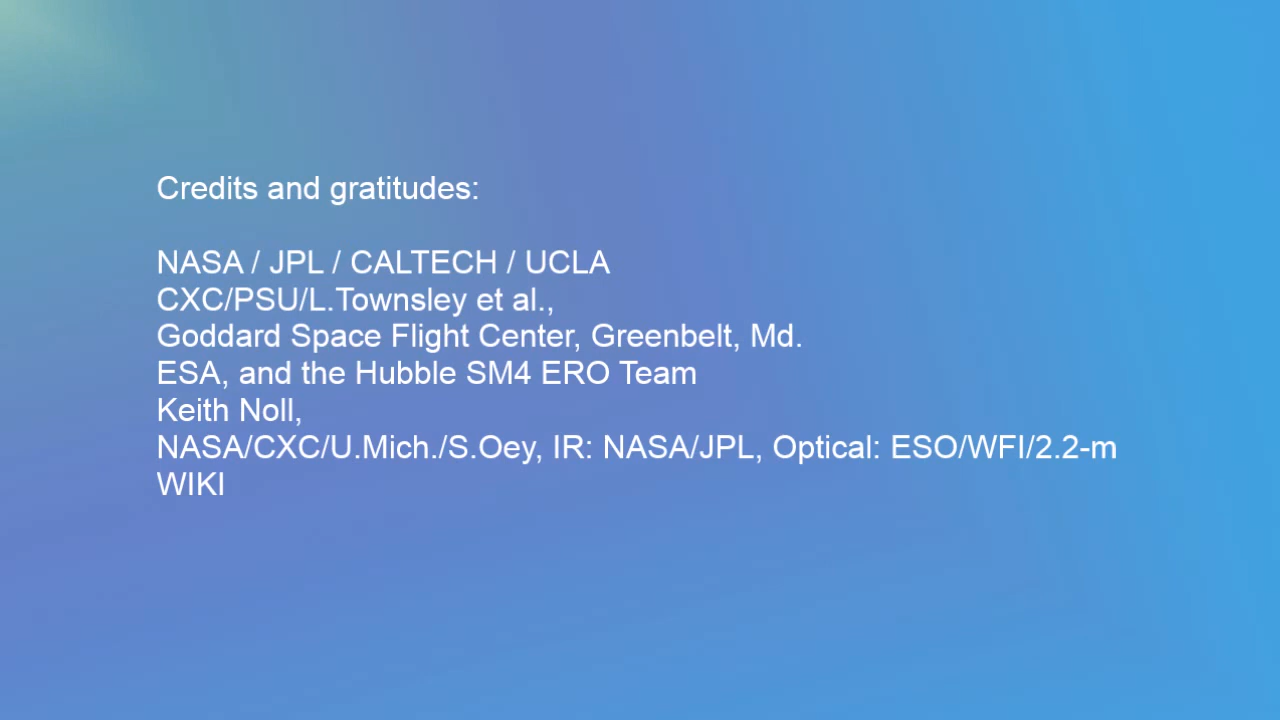 Credits and gratitudes:
NASA / JPL / CALTECH / UCLA
CXC/PSU/L.Townsley et al.,
Goddard Space Flight Center, Greenbelt, Md.
ESA, and the Hubble SM4 ERO Team
Keith Noll,
NASA/CXC/U.Mich./S.Oey, IR: NASA/JPL, Optical: ESO/WFI/2.2-m
WIKI